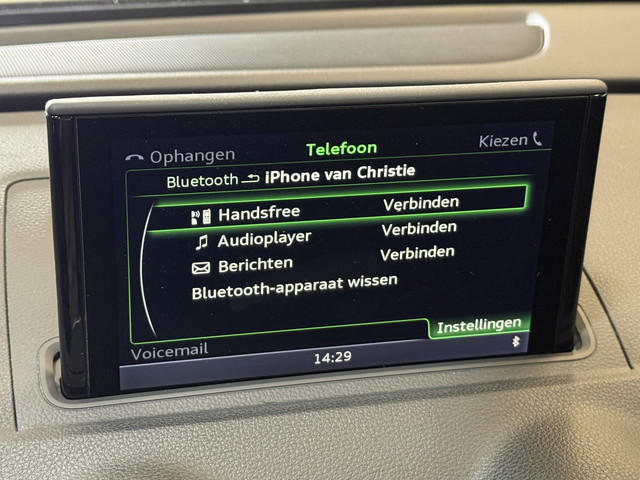 Ophangen
Telefoon
Kiezen
Bluetooth iPhone van Christie
Handsfree Verbinden
Audioplayer Verbinden
Berichten Verbinden
Bluetooth-apparaat wissen
Instellingen
Voicemail
14:29